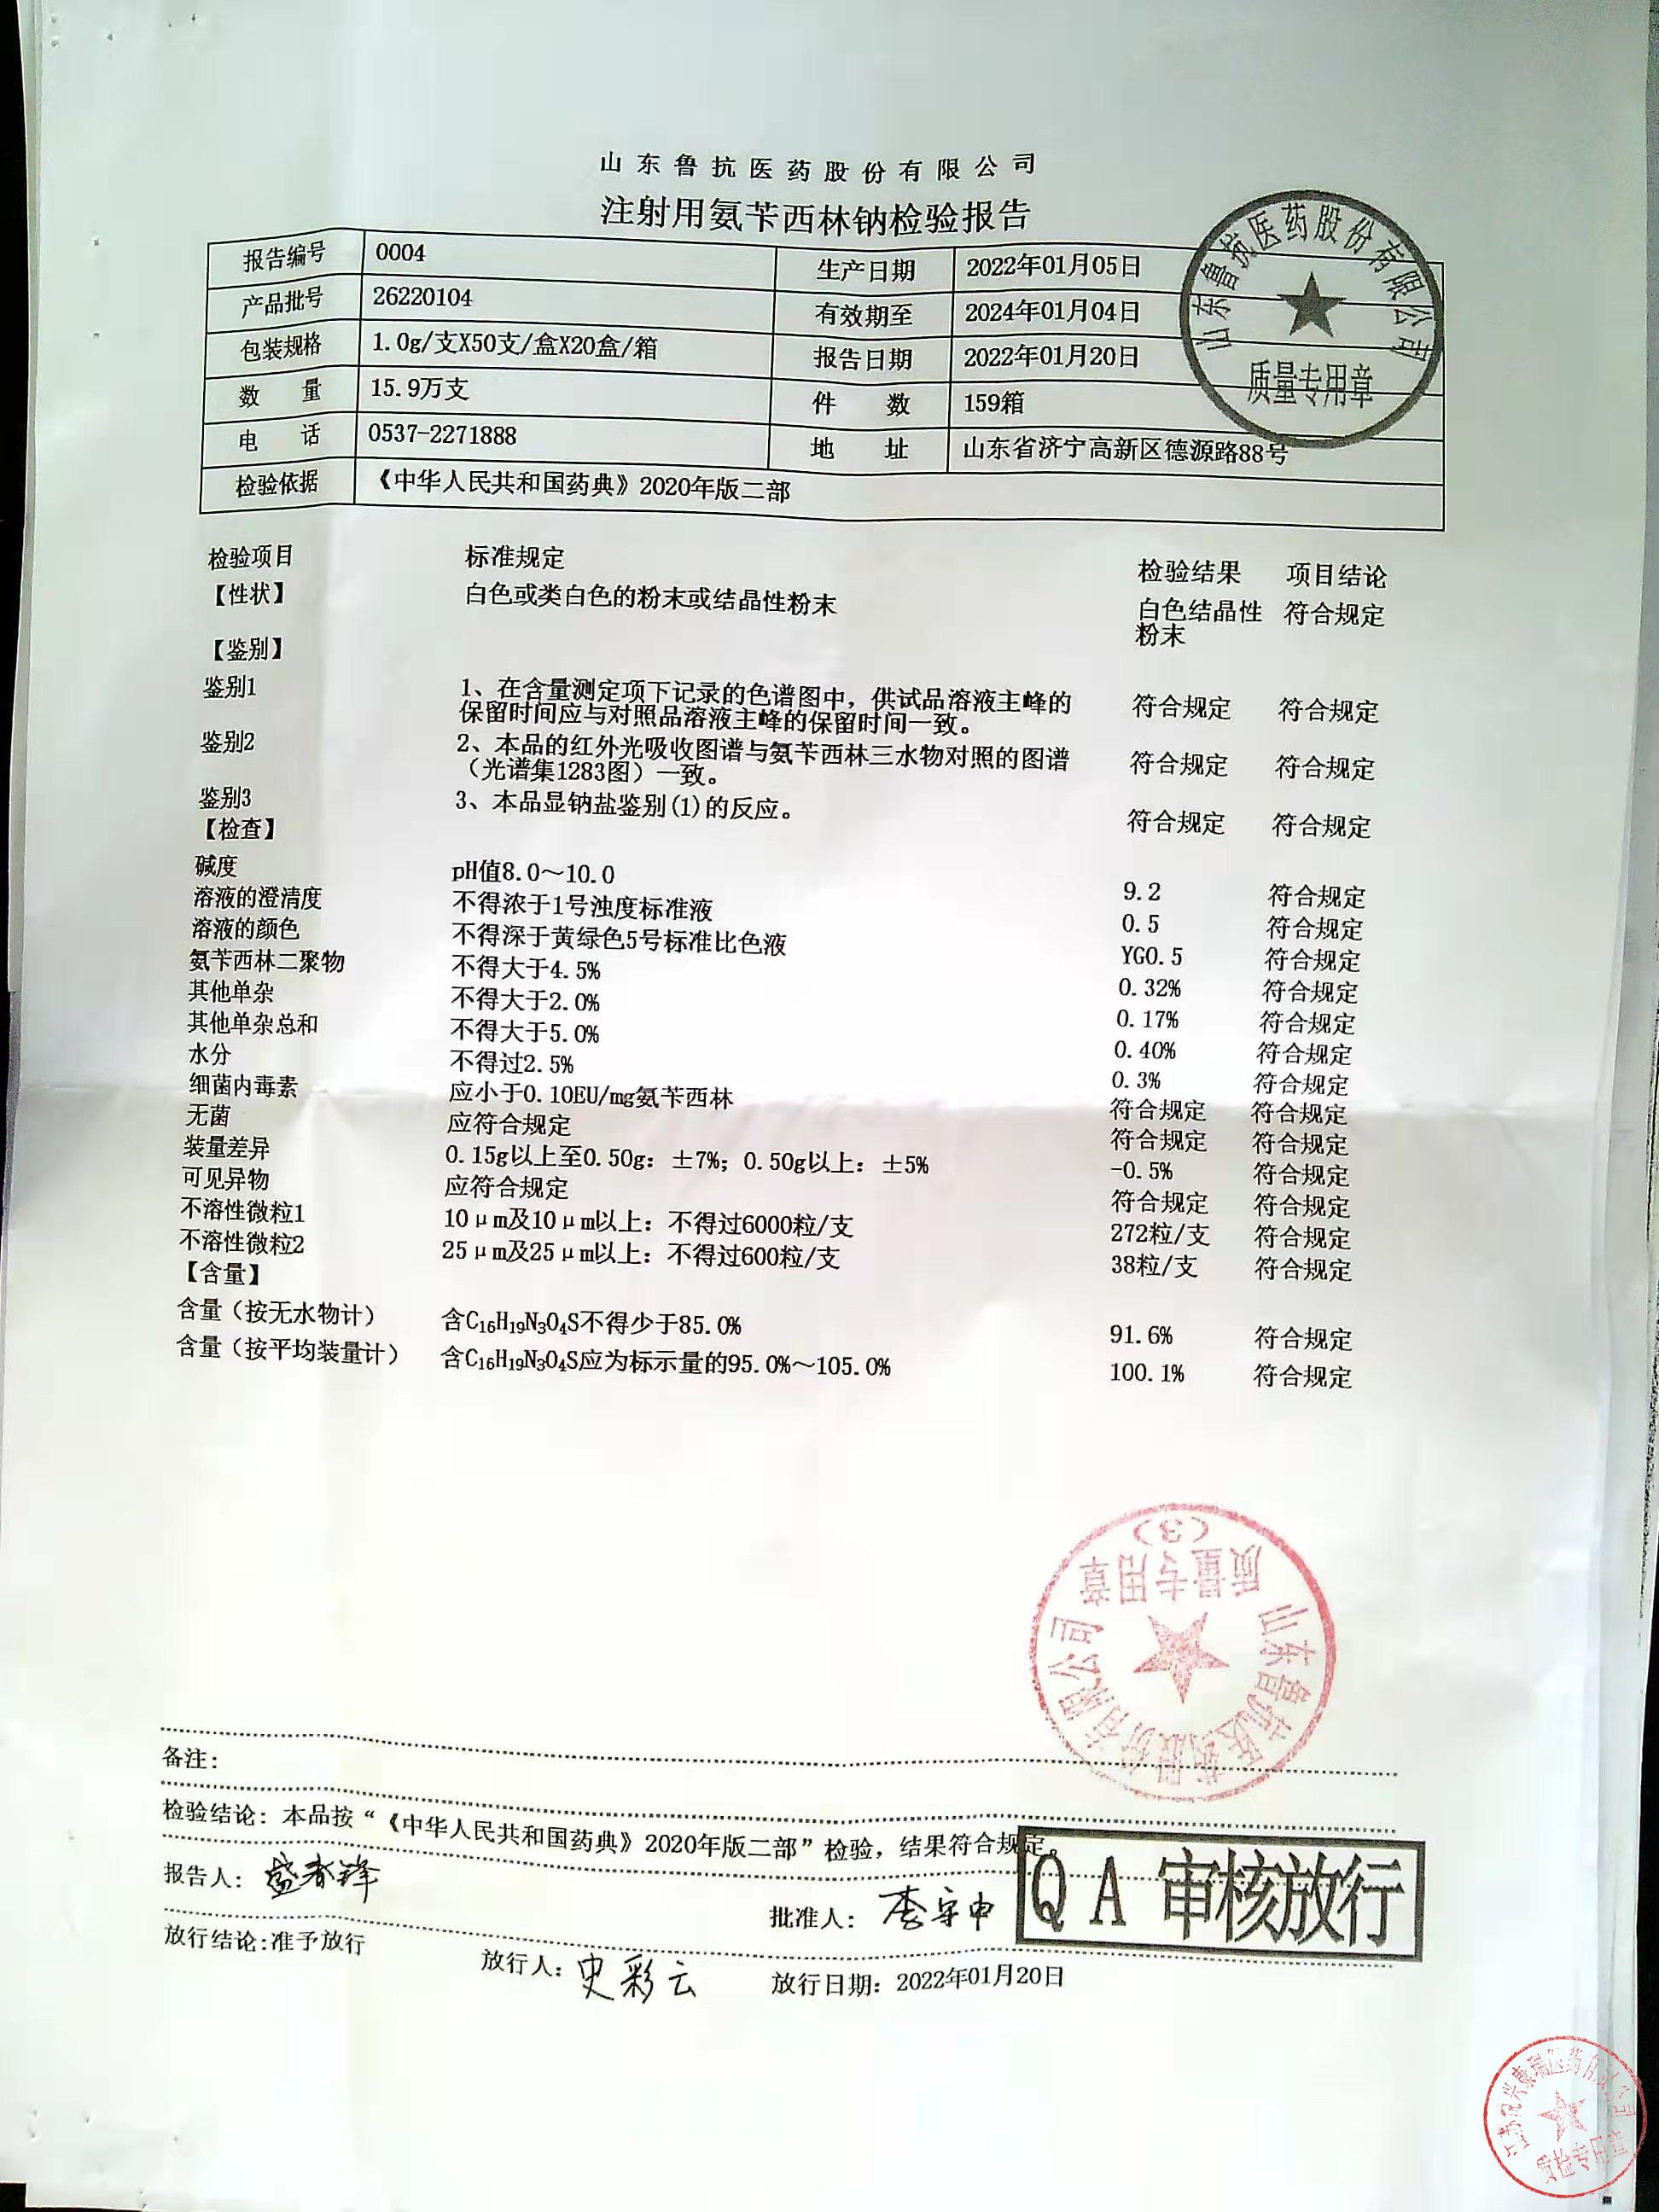 山东鲁抗医药股份有限公司
注射用氨苄西林钠检验报告
报告编号 0004 生产日期 2022年01月05日
产品批号 26220104 有效期至 2024年01月04日
包装规格 1.0g/支X50支/盒X20盒/箱 报告日期 2022年01月20日
数 量 15.9万支 件 数 159箱
电 话 0537-2271888 地 址 山东省济宁高新区德源路88号
检验依据 《中华人民共和国药典》2020年版二部
山东鲁抗医药股份有限公司
质量专用章
检验项目 标准规定 检验结果 项目结论
【性状】 白色或类白色的粉末或结晶性粉末 白色结晶性 符合规定
粉末
【鉴别】
鉴别1 1、在含量测定项下记录的色谱图中，供试品溶液主峰的 符合规定 符合规定
保留时间应与对照品溶液主峰的保留时间一致。
鉴别2 2、本品的红外光吸收图谱与氨苄西林三水物对照的图谱 符合规定 符合规定
（光谱集1283图）一致。
鉴别3 3、本品显钠盐鉴别(1)的反应。 符合规定 符合规定
【检查】
碱度 pH值8.0～10.0 9.2 符合规定
溶液的澄清度 不得浓于1号浊度标准液 0.5 符合规定
溶液的颜色 不得深于黄绿色5号标准比色液 YG0.5 符合规定
氨苄西林二聚物 不得大于4.5% 0.32% 符合规定
其他单杂 不得大于2.0% 0.17% 符合规定
其他单杂总和 不得大于5.0% 0.40% 符合规定
水分 不得过2.5% 0.3% 符合规定
细菌内毒素 应小于0.10EU/mg氨苄西林 符合规定 符合规定
无菌 应符合规定 符合规定 符合规定
装量差异 0.15g以上至0.50g：±7%；0.50g以上：±5% -0.5% 符合规定
可见异物 应符合规定 符合规定 符合规定
不溶性微粒1 10μm及10μm以上：不得过6000粒/支 272粒/支 符合规定
不溶性微粒2 25μm及25μm以上：不得过600粒/支 38粒/支 符合规定
【含量】
含量（按无水物计） 含C₁₆H₁₉N₃O₄S不得少于85.0% 91.6% 符合规定
含量（按平均装量计） 含C₁₆H₁₉N₃O₄S应为标示量的95.0%～105.0% 100.1% 符合规定
山东鲁抗医药股份有限公司
质量专用章
(3)
备注：
检验结论：本品按“《中华人民共和国药典》2020年版二部”检验，结果符合规定。
报告人：盛春锋 批准人：李守申
QA 审核放行
放行结论:准予放行 放行人：史彩云 放行日期：2022年01月20日
质检专用章